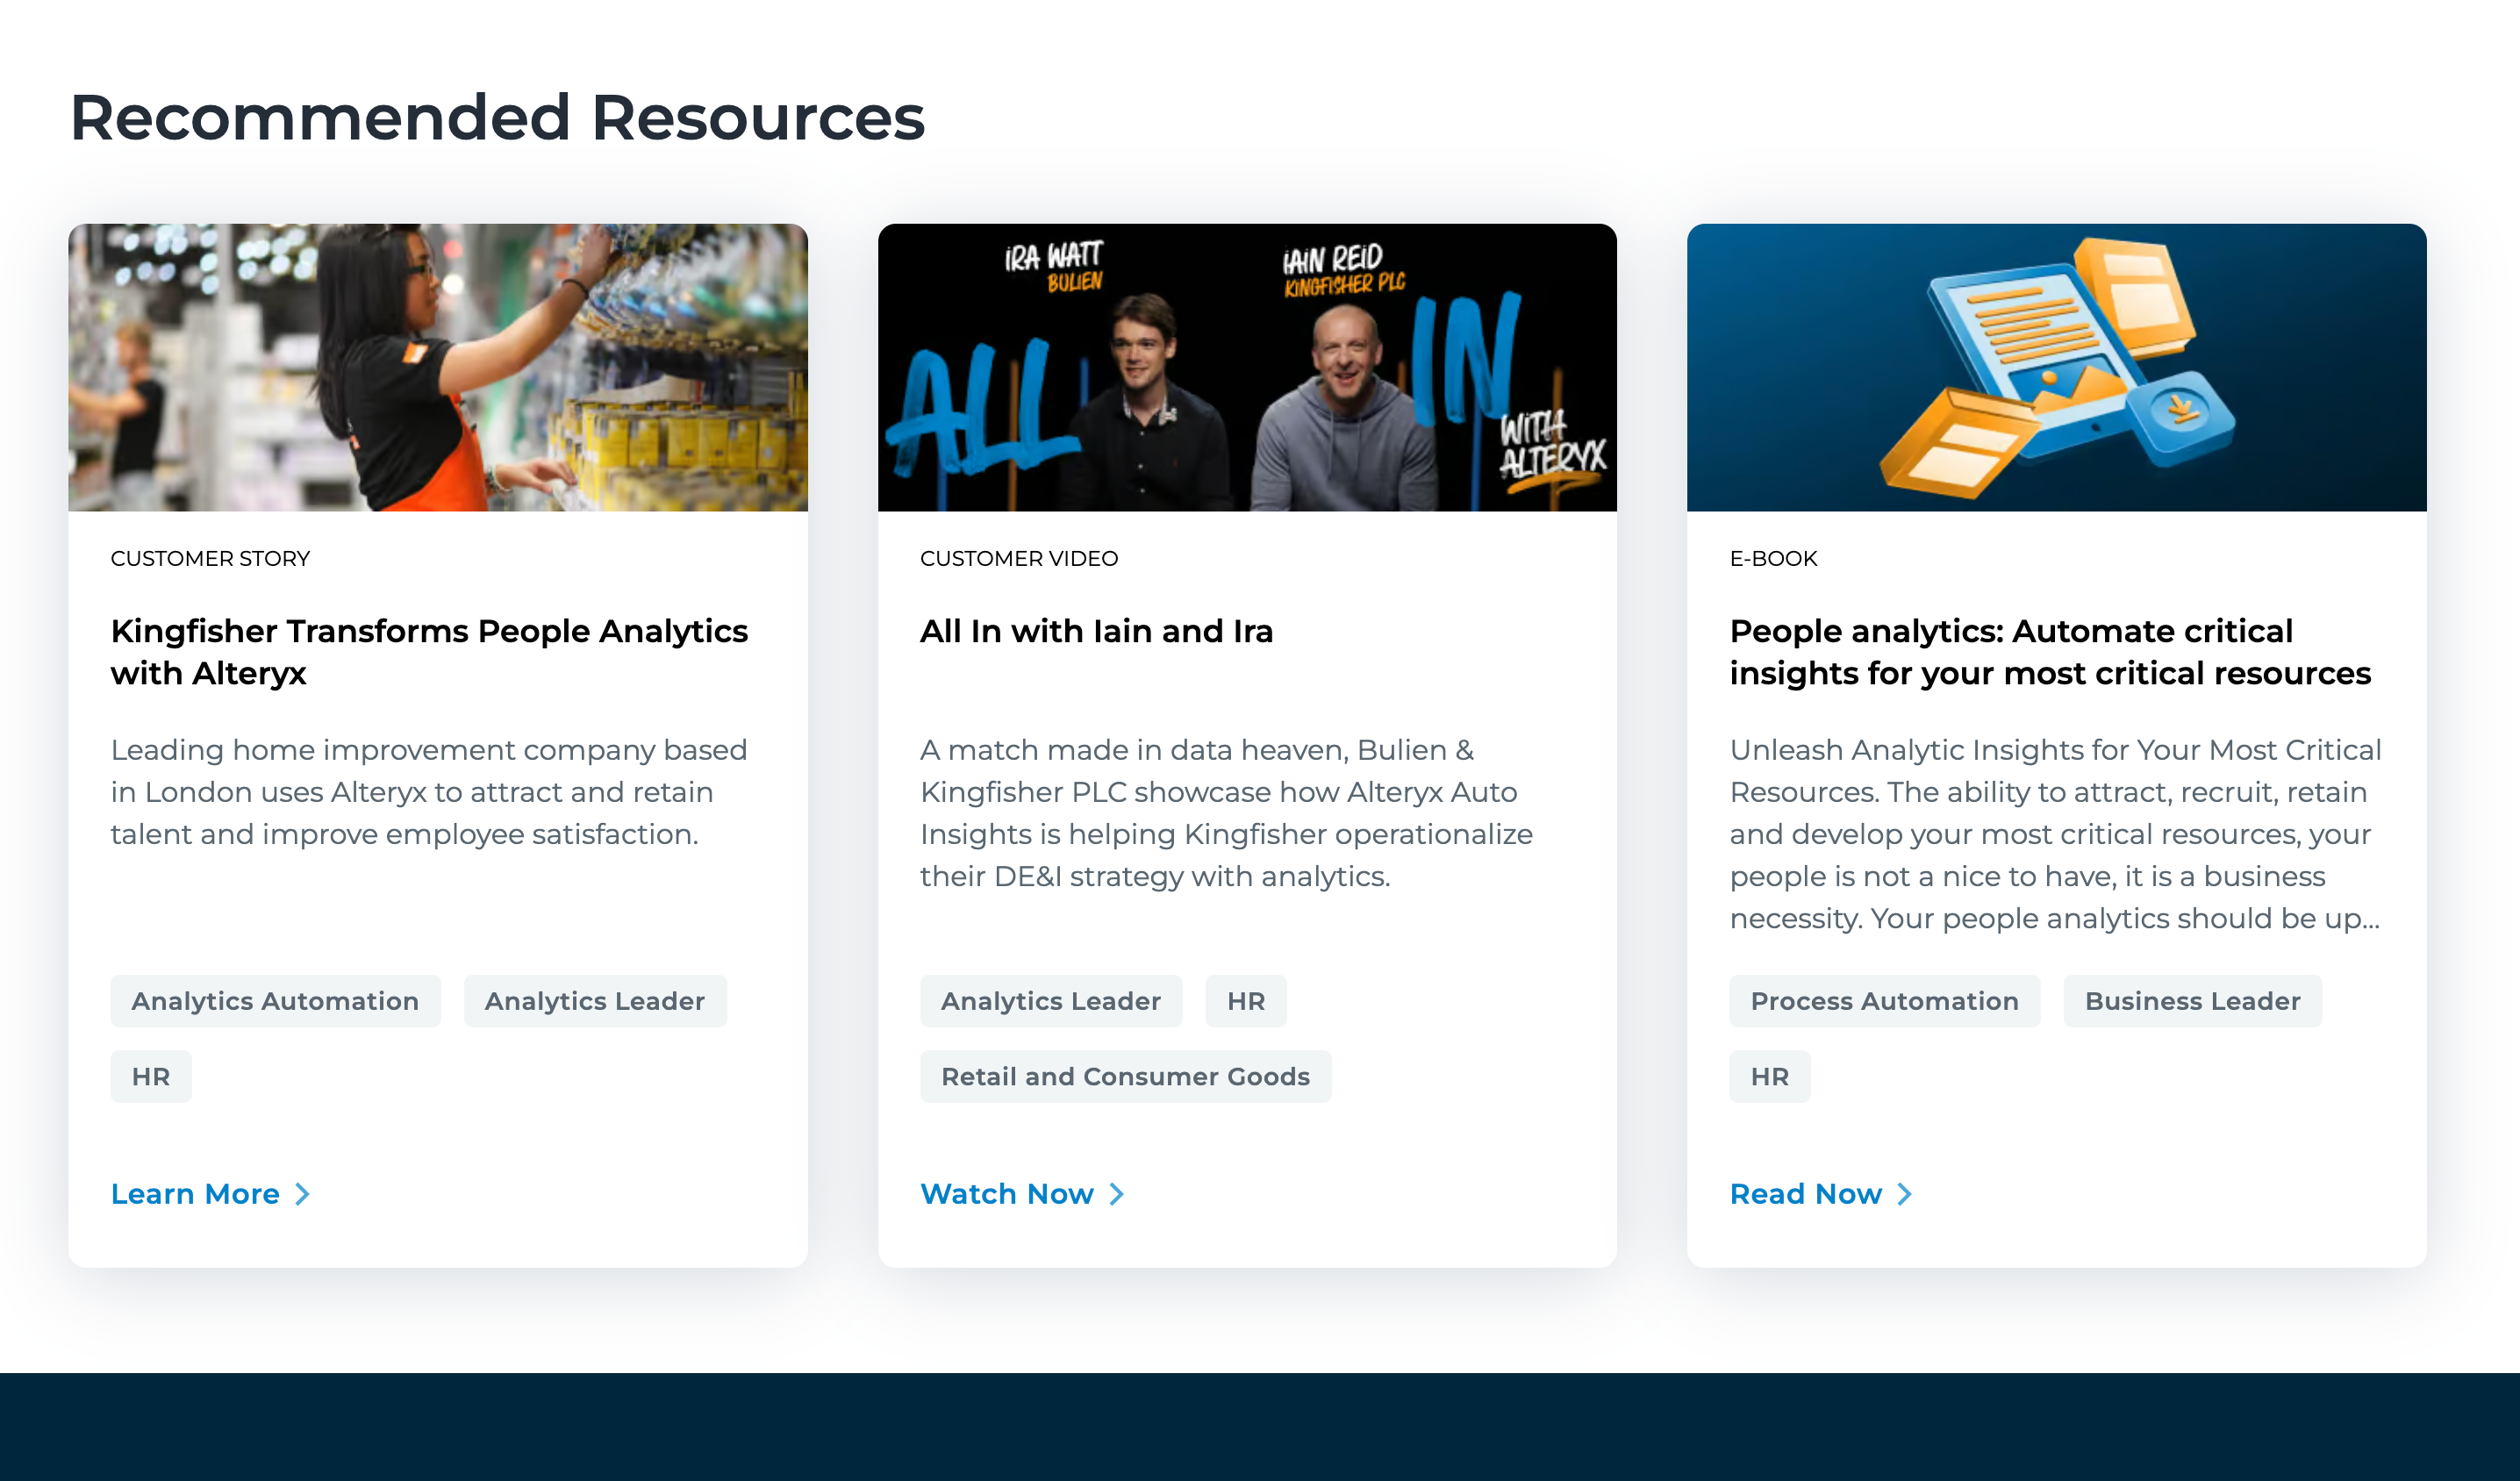 Recommended Resources
IRA WATT
BULIEN
IAIN REID
KINGFISHER PLC
ALL IN
WITH
ALTERYX
CUSTOMER STORY
Kingfisher Transforms People Analytics
with Alteryx
Leading home improvement company based
in London uses Alteryx to attract and retain
talent and improve employee satisfaction.
Analytics Automation
Analytics Leader
HR
Learn More
CUSTOMER VIDEO
All In with Iain and Ira
A match made in data heaven, Bulien &
Kingfisher PLC showcase how Alteryx Auto
Insights is helping Kingfisher operationalize
their DE&I strategy with analytics.
Analytics Leader
HR
Retail and Consumer Goods
Watch Now
E-BOOK
People analytics: Automate critical
insights for your most critical resources
Unleash Analytic Insights for Your Most Critical
Resources. The ability to attract, recruit, retain
and develop your most critical resources, your
people is not a nice to have, it is a business
necessity. Your people analytics should be up...
Process Automation
Business Leader
HR
Read Now